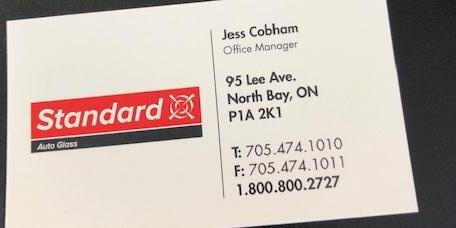 Standard
Auto Glass
Jess Cobham
Office Manager
95 Lee Ave.
North Bay, ON
P1A 2K1
T: 705.474.1010
F: 705.474.1011
1.800.800.2727